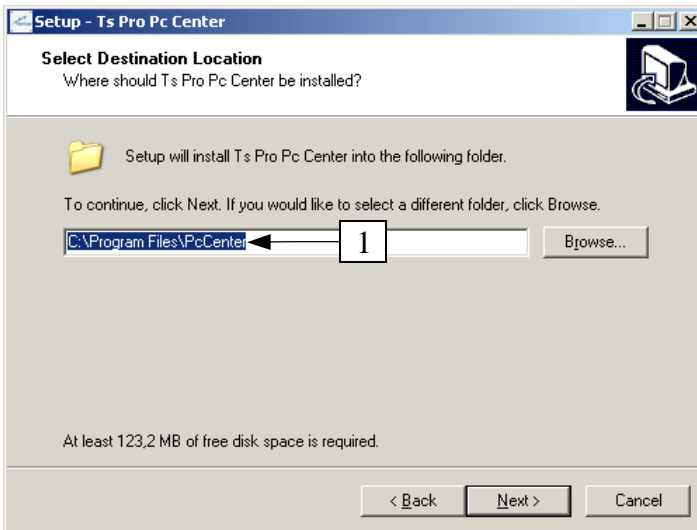 Setup - Ts Pro Pc Center
Select Destination Location
Where should Ts Pro Pc Center be installed?
Setup will install Ts Pro Pc Center into the following folder.
To continue, click Next. If you would like to select a different folder, click Browse.
C:\Program Files\PcCenter 1 Browse...
At least 123,2 MB of free disk space is required.
< Back Next > Cancel